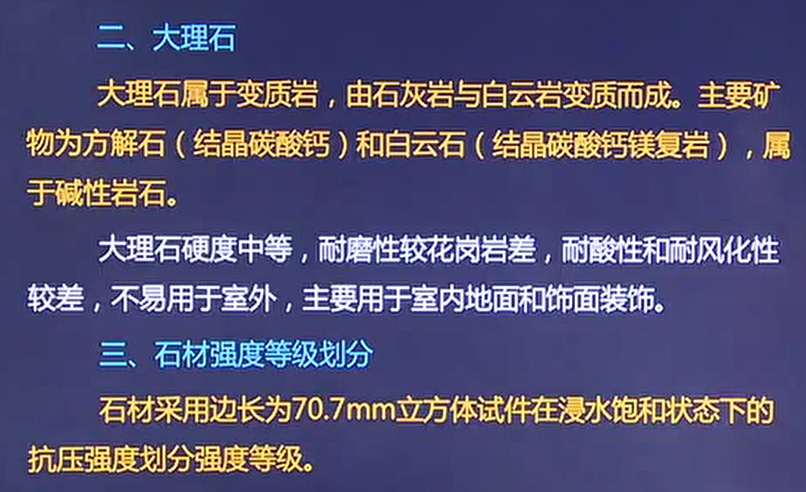 二、大理石
大理石属于变质岩，由石灰岩与白云岩变质而成。主要矿
物为方解石（结晶碳酸钙）和白云石（结晶碳酸钙镁复岩），属
于碱性岩石。
大理石硬度中等，耐磨性较花岗岩差，耐酸性和耐风化性
较差，不易用于室外，主要用于室内地面和饰面装饰。
三、石材强度等级划分
石材采用边长为70.7mm立方体试件在浸水饱和状态下的
抗压强度划分强度等级。